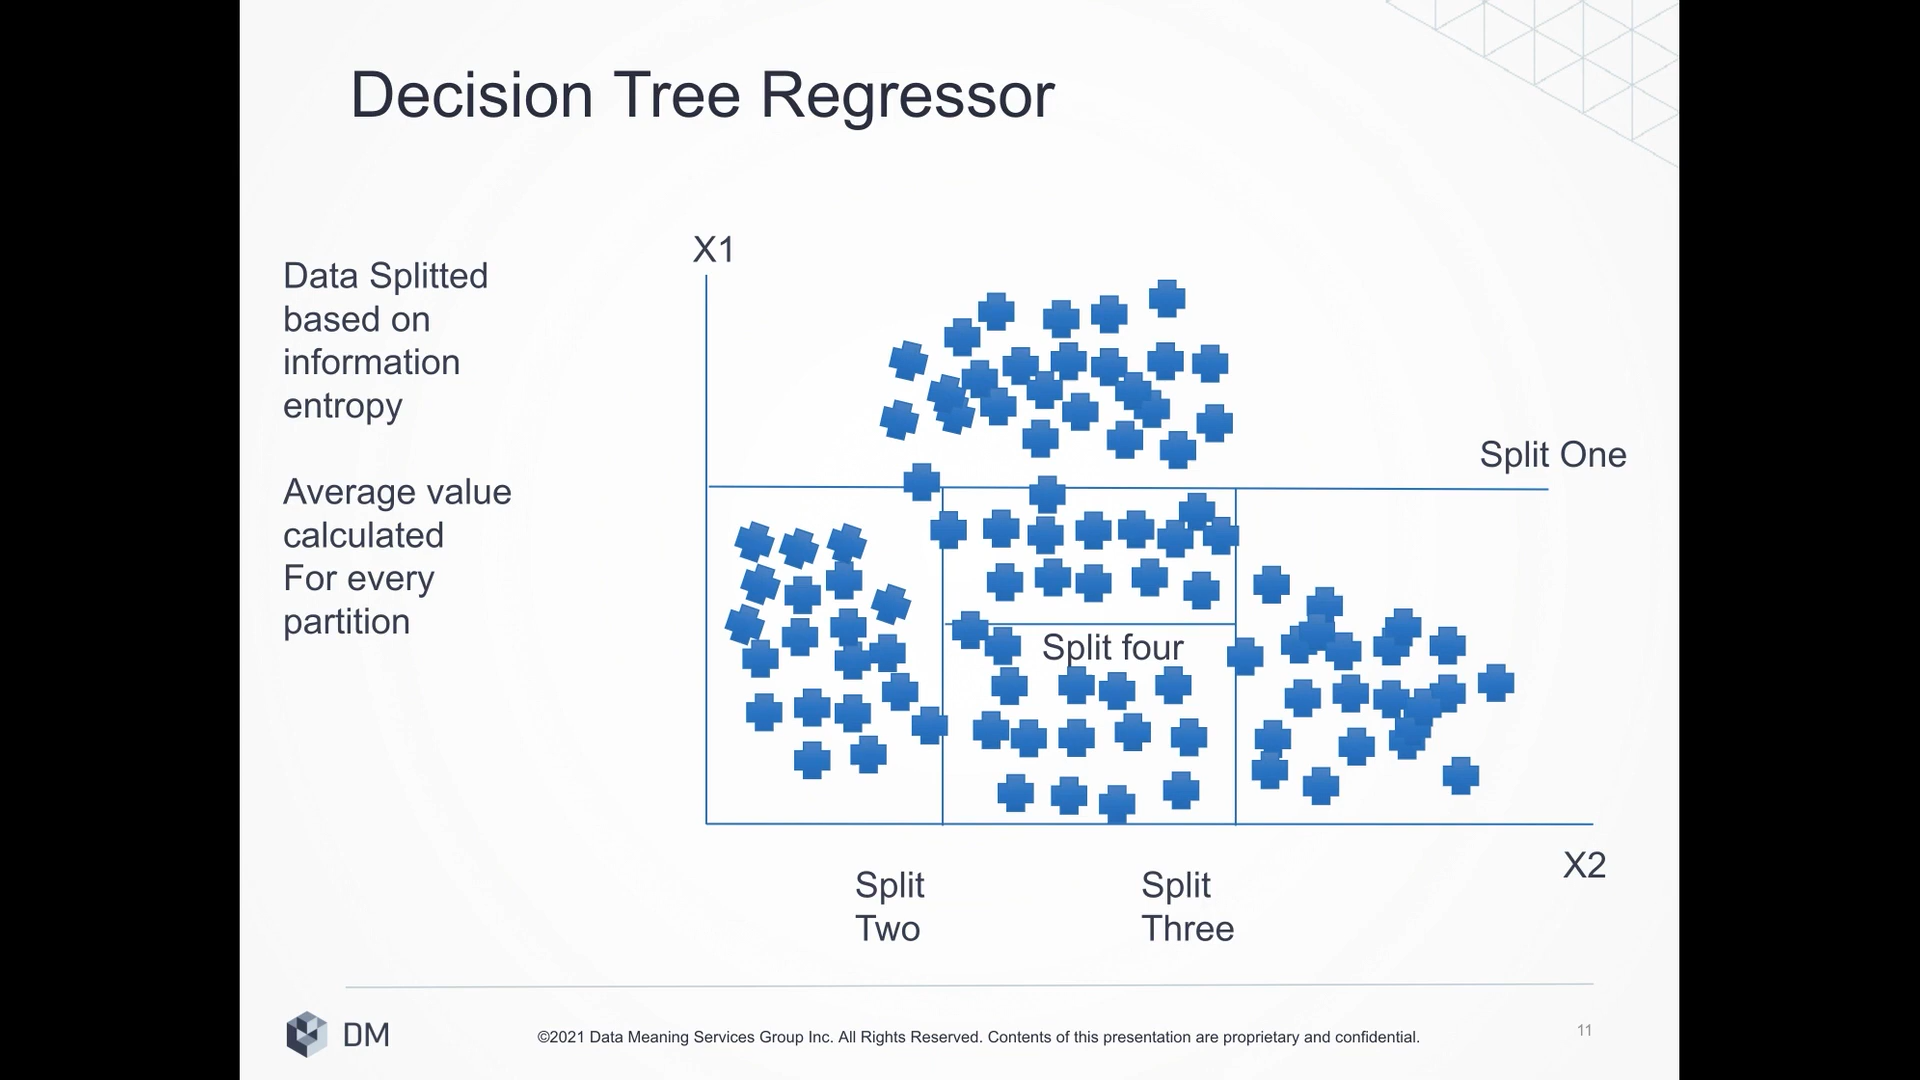 Decision Tree Regressor
Data Splitted
based on
information
entropy
Average value
calculated
For every
partition
X1
Split One
Split four
X2
Split
Two
Split
Three
DM
©2021 Data Meaning Services Group Inc. All Rights Reserved. Contents of this presentation are proprietary and confidential.
11